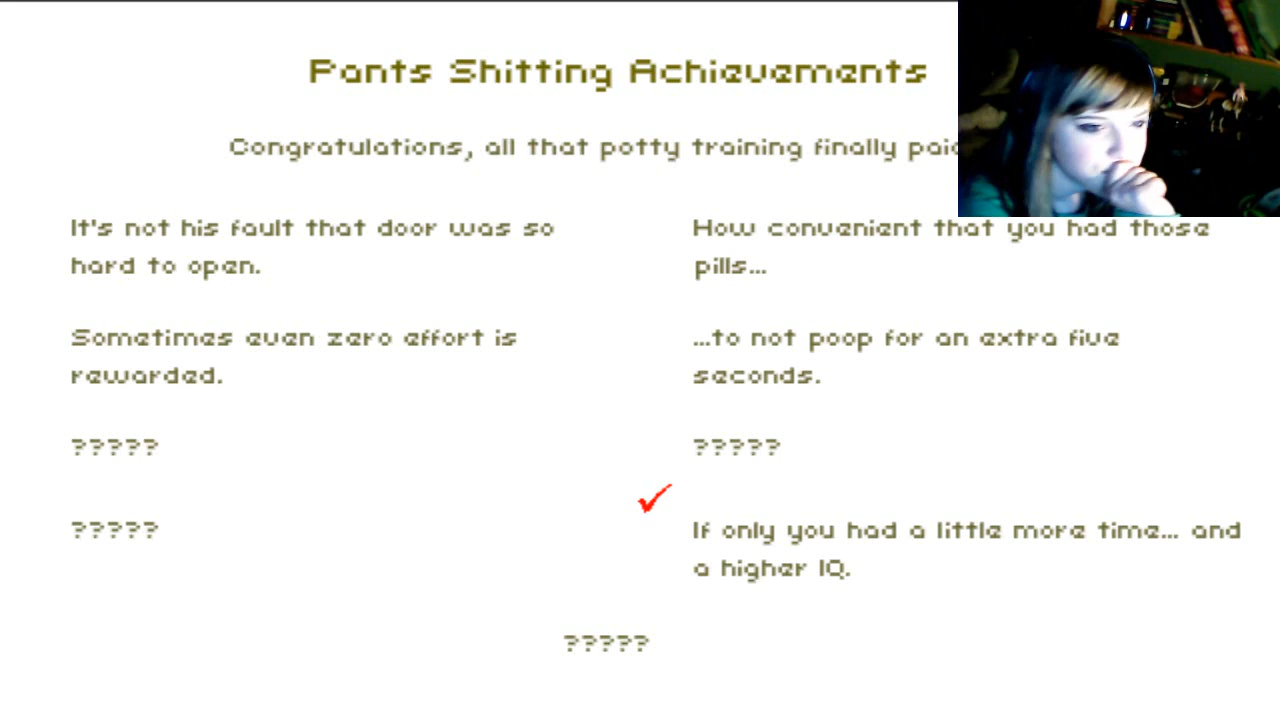 Pants Shitting Achievements
Congratulations, all that potty training finally
It's not his fault that door was so
hard to open.
How convenient that you had those
pills...
Sometimes even zero effort is
rewarded.
...to not poop for an extra five
seconds.
?????
?????
?????
If only you had a little more time... and
a higher IQ.
?????